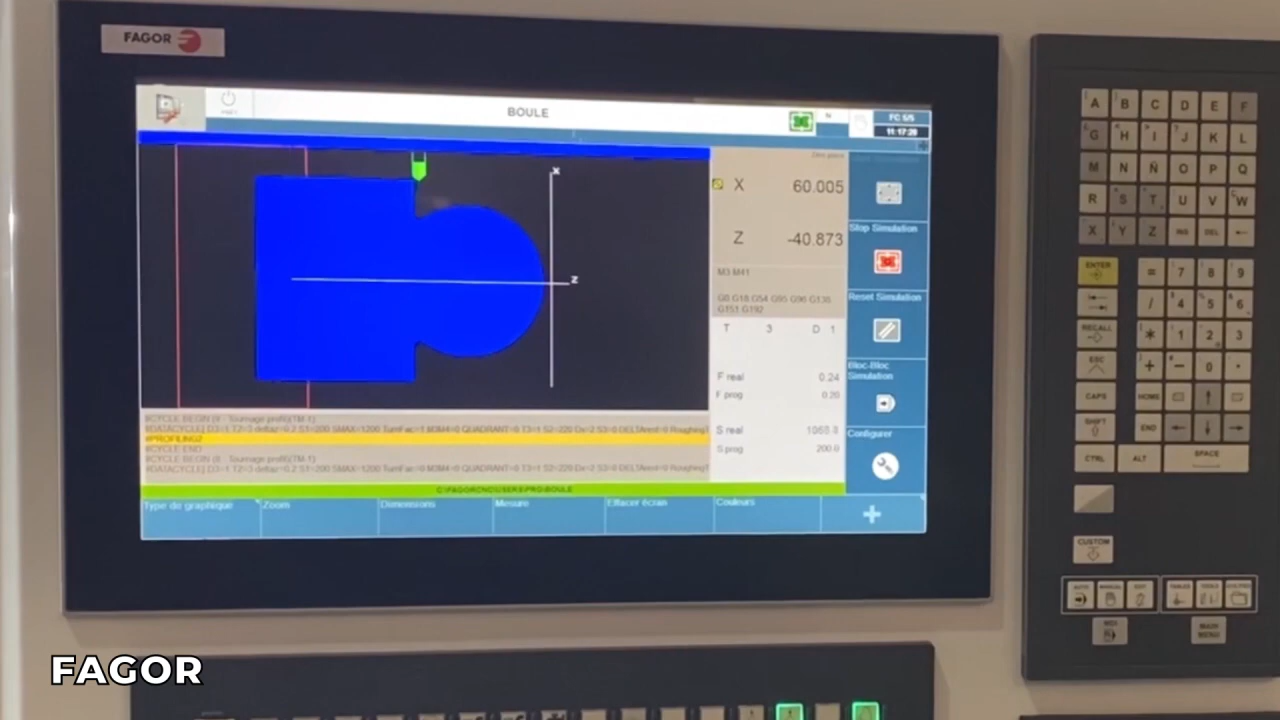 FAGOR
BOULE
FC 5/5
11:17:28
X 60.005
Z -40.873
M3 M41
G0 G18 G54 G95 G96 G136
G151 G192
T 3 D 1
F real 0.24
F prog 0.20
S real
S prog 200.0
Stop Simulation
Reset Simulation
Bloc-Bloc
Simulation
Configurer
X
Z
#CYCLE BEGIN
#PROFILING2
#CYCLE END
#CYCLE BEGIN
C:\FAGORCNC\USERS\PRG\BOULE
Type de graphique
Zoom
Dimensions
Mesure
Effacer écran
Couleurs
A B C D E F
G H I J K L
M N Ñ O P Q
R S T U V W
X Y Z INS DEL ←
ENTER = 7 8 9
/ 4 5 6
RECALL * 1 2 3
ESC + - 0 .
CAPS HOME ↑
SHIFT END ← ↓ →
CTRL ALT SPACE
CUSTOM
AUTO MANUAL EDIT TABLES TOOLS UTILITIES
MDI MAIN
MENU
FAGOR